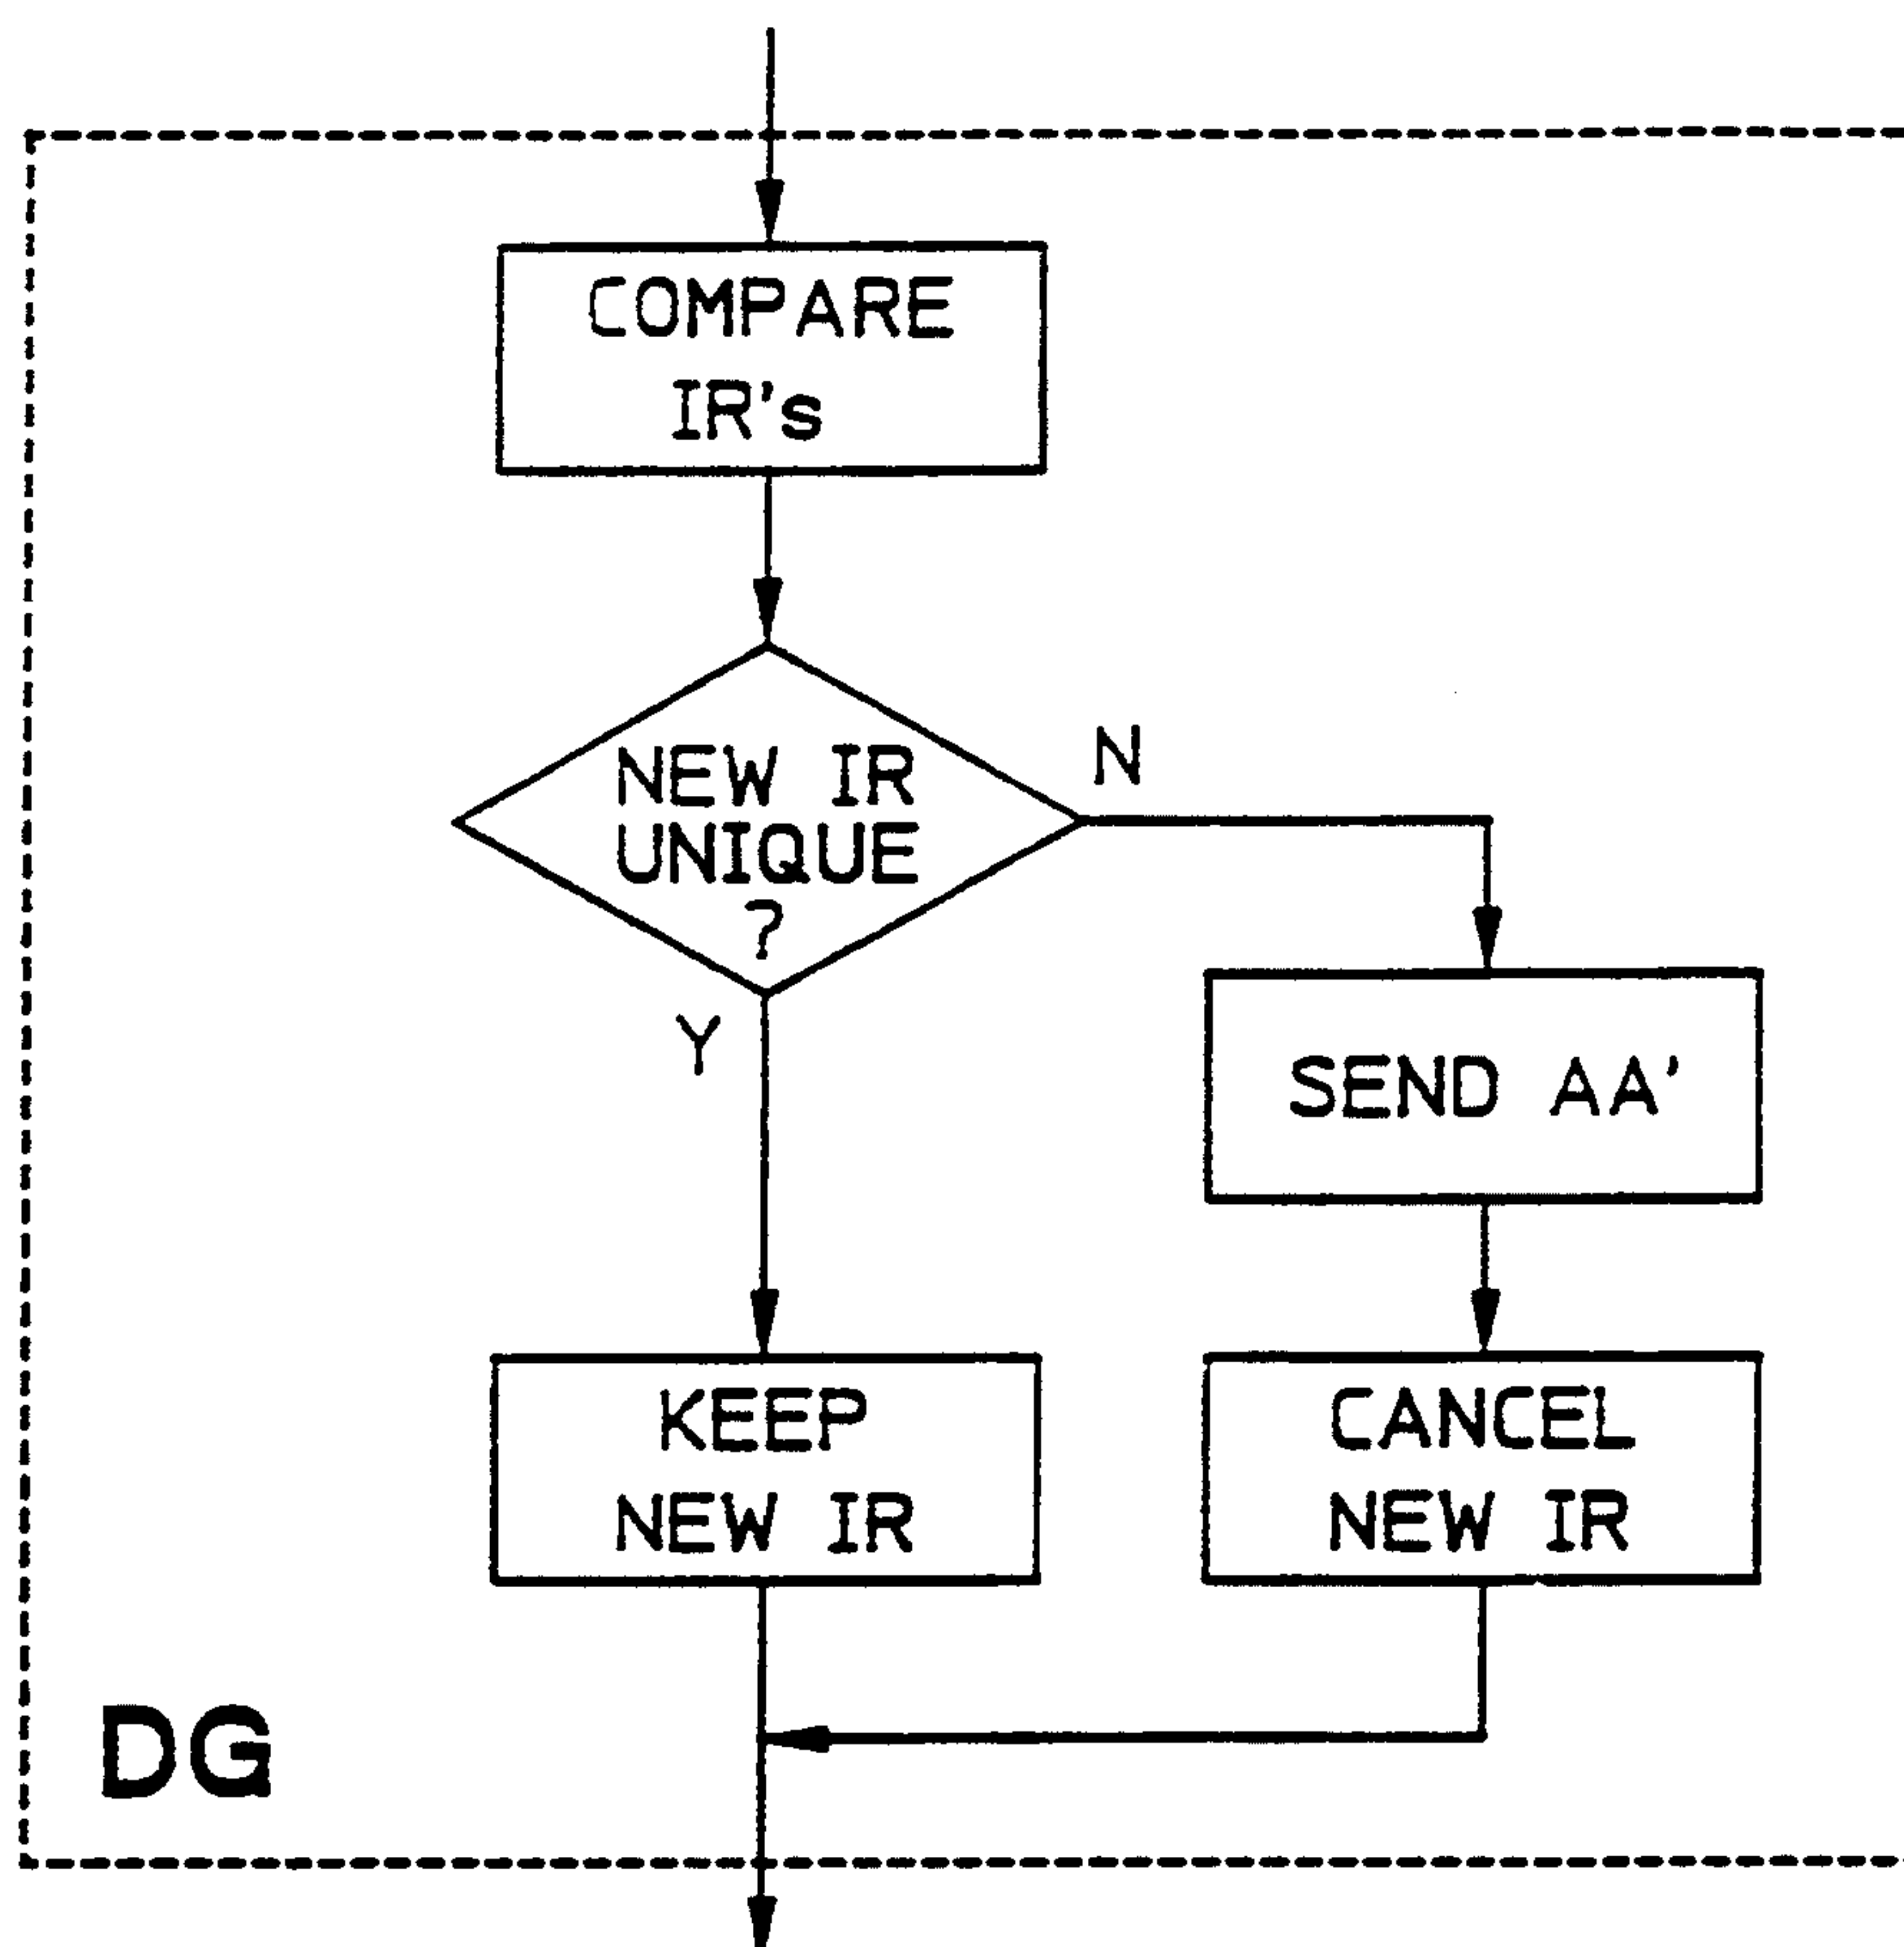 COMPARE
IR's
NEW IR
UNIQUE
?
N
Y
SEND AA'
KEEP
NEW IR
CANCEL
NEW IR
DG